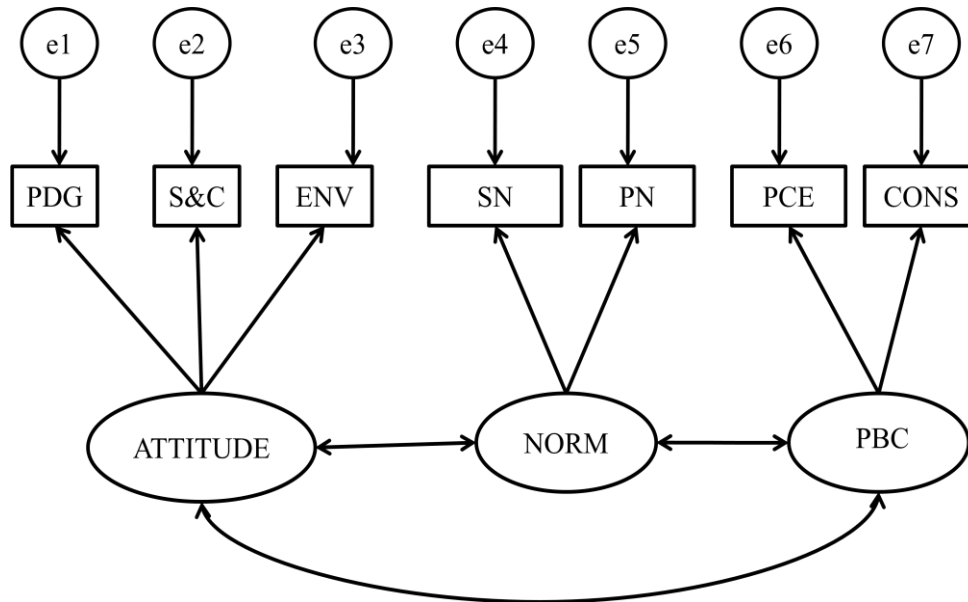 e1 e2 e3 e4 e5 e6 e7
PDG S&C ENV SN PN PCE CONS
ATTITUDE NORM PBC